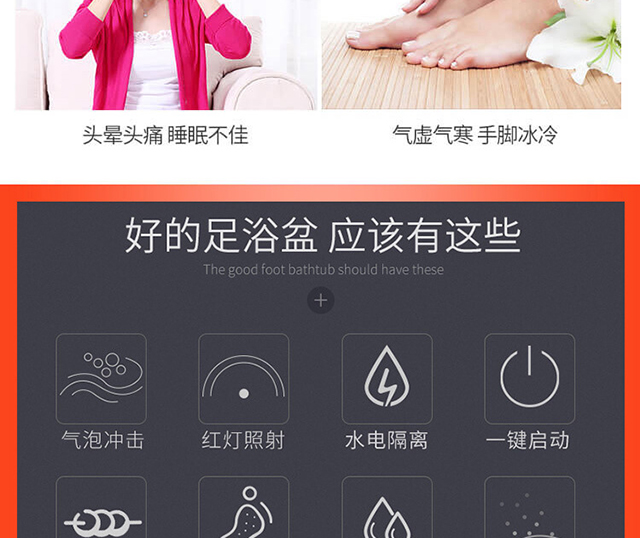 头晕头痛 睡眠不佳
气虚气寒 手脚冰冷
好的足浴盆 应该有这些
The good foot bathtub should have these
气泡冲击
红灯照射
水电隔离
一键启动